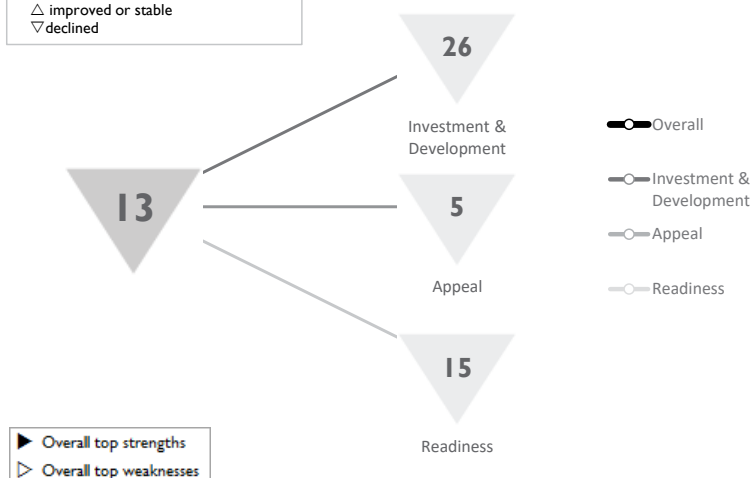 △ improved or stable
▽ declined
26
Investment &
Development
Overall
Investment &
Development
13
5
Appeal
Appeal
Readiness
15
Readiness
▶ Overall top strengths
▷ Overall top weaknesses